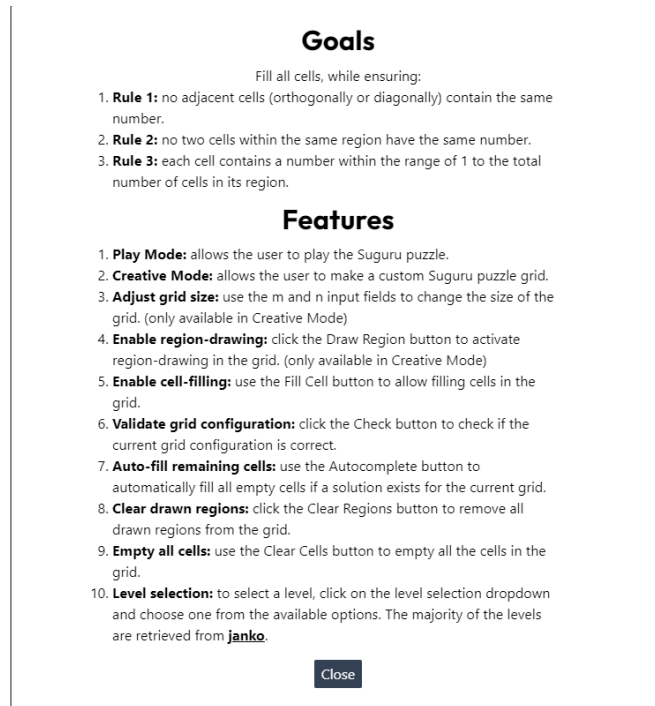 Goals
Fill all cells, while ensuring:
1. Rule 1: no adjacent cells (orthogonally or diagonally) contain the same
number.
2. Rule 2: no two cells within the same region have the same number.
3. Rule 3: each cell contains a number within the range of 1 to the total
number of cells in its region.
Features
1. Play Mode: allows the user to play the Suguru puzzle.
2. Creative Mode: allows the user to make a custom Suguru puzzle grid.
3. Adjust grid size: use the m and n input fields to change the size of the
grid. (only available in Creative Mode)
4. Enable region-drawing: click the Draw Region button to activate
region-drawing in the grid. (only available in Creative Mode)
5. Enable cell-filling: use the Fill Cell button to allow filling cells in the
grid.
6. Validate grid configuration: click the Check button to check if the
current grid configuration is correct.
7. Auto-fill remaining cells: use the Autocomplete button to
automatically fill all empty cells if a solution exists for the current grid.
8. Clear drawn regions: click the Clear Regions button to remove all
drawn regions from the grid.
9. Empty all cells: use the Clear Cells button to empty all the cells in the
grid.
10. Level selection: to select a level, click on the level selection dropdown
and choose one from the available options. The majority of the levels
are retrieved from janko.
Close